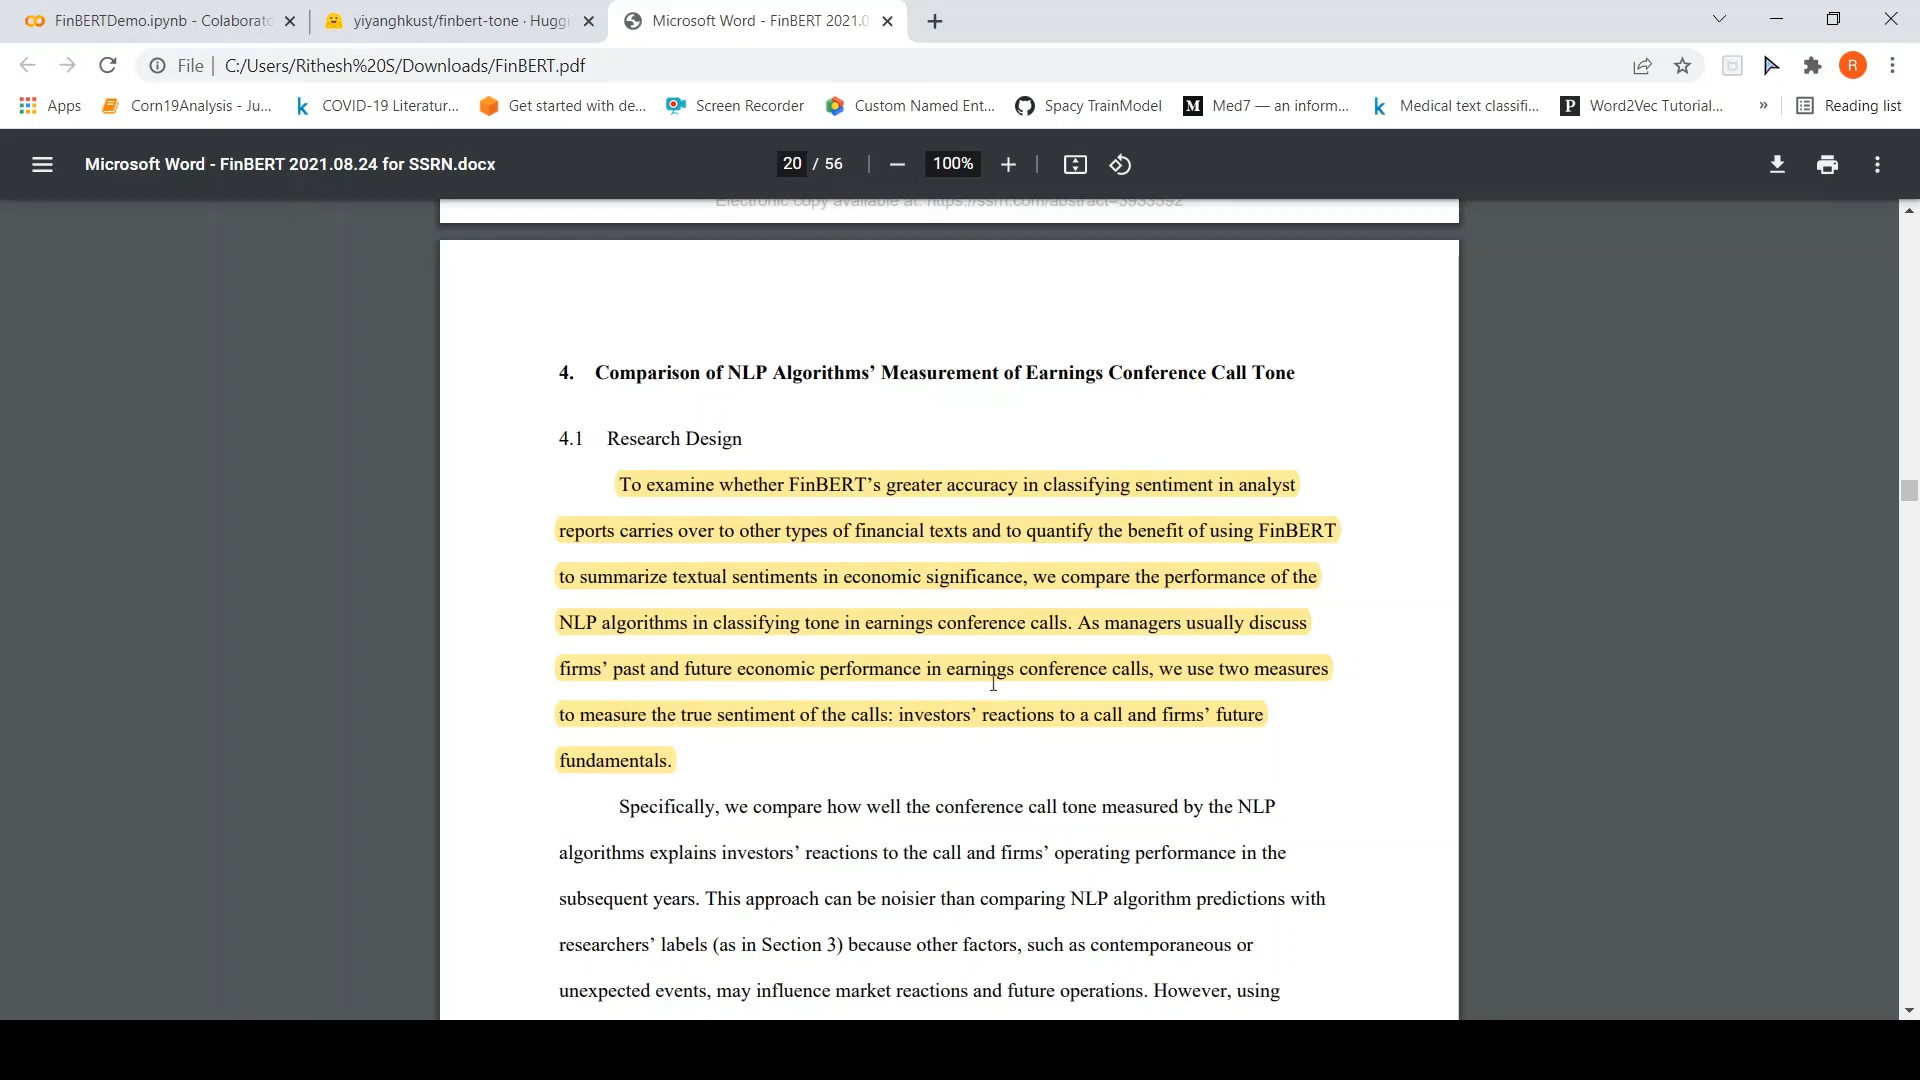 FinBERTDemo.ipynb - Colaborato
yiyanghkust/finbert-tone · Huggi
Microsoft Word - FinBERT 2021.0
File
C:/Users/Rithesh%20S/Downloads/FinBERT.pdf
R
Apps
Corn19Analysis - Ju...
COVID-19 Literatur...
Get started with de...
Screen Recorder
Custom Named Ent...
Spacy TrainModel
Med7 — an inform...
Medical text classifi...
Word2Vec Tutorial...
»
Reading list
Microsoft Word - FinBERT 2021.08.24 for SSRN.docx
20 / 56
100%
Electronic copy available at: https://ssrn.com/abstract=3933592
4. Comparison of NLP Algorithms’ Measurement of Earnings Conference Call Tone
4.1 Research Design
To examine whether FinBERT’s greater accuracy in classifying sentiment in analyst
reports carries over to other types of financial texts and to quantify the benefit of using FinBERT
to summarize textual sentiments in economic significance, we compare the performance of the
NLP algorithms in classifying tone in earnings conference calls. As managers usually discuss
firms’ past and future economic performance in earnings conference calls, we use two measures
to measure the true sentiment of the calls: investors’ reactions to a call and firms’ future
fundamentals.
Specifically, we compare how well the conference call tone measured by the NLP
algorithms explains investors’ reactions to the call and firms’ operating performance in the
subsequent years. This approach can be noisier than comparing NLP algorithm predictions with
researchers’ labels (as in Section 3) because other factors, such as contemporaneous or
unexpected events, may influence market reactions and future operations. However, using